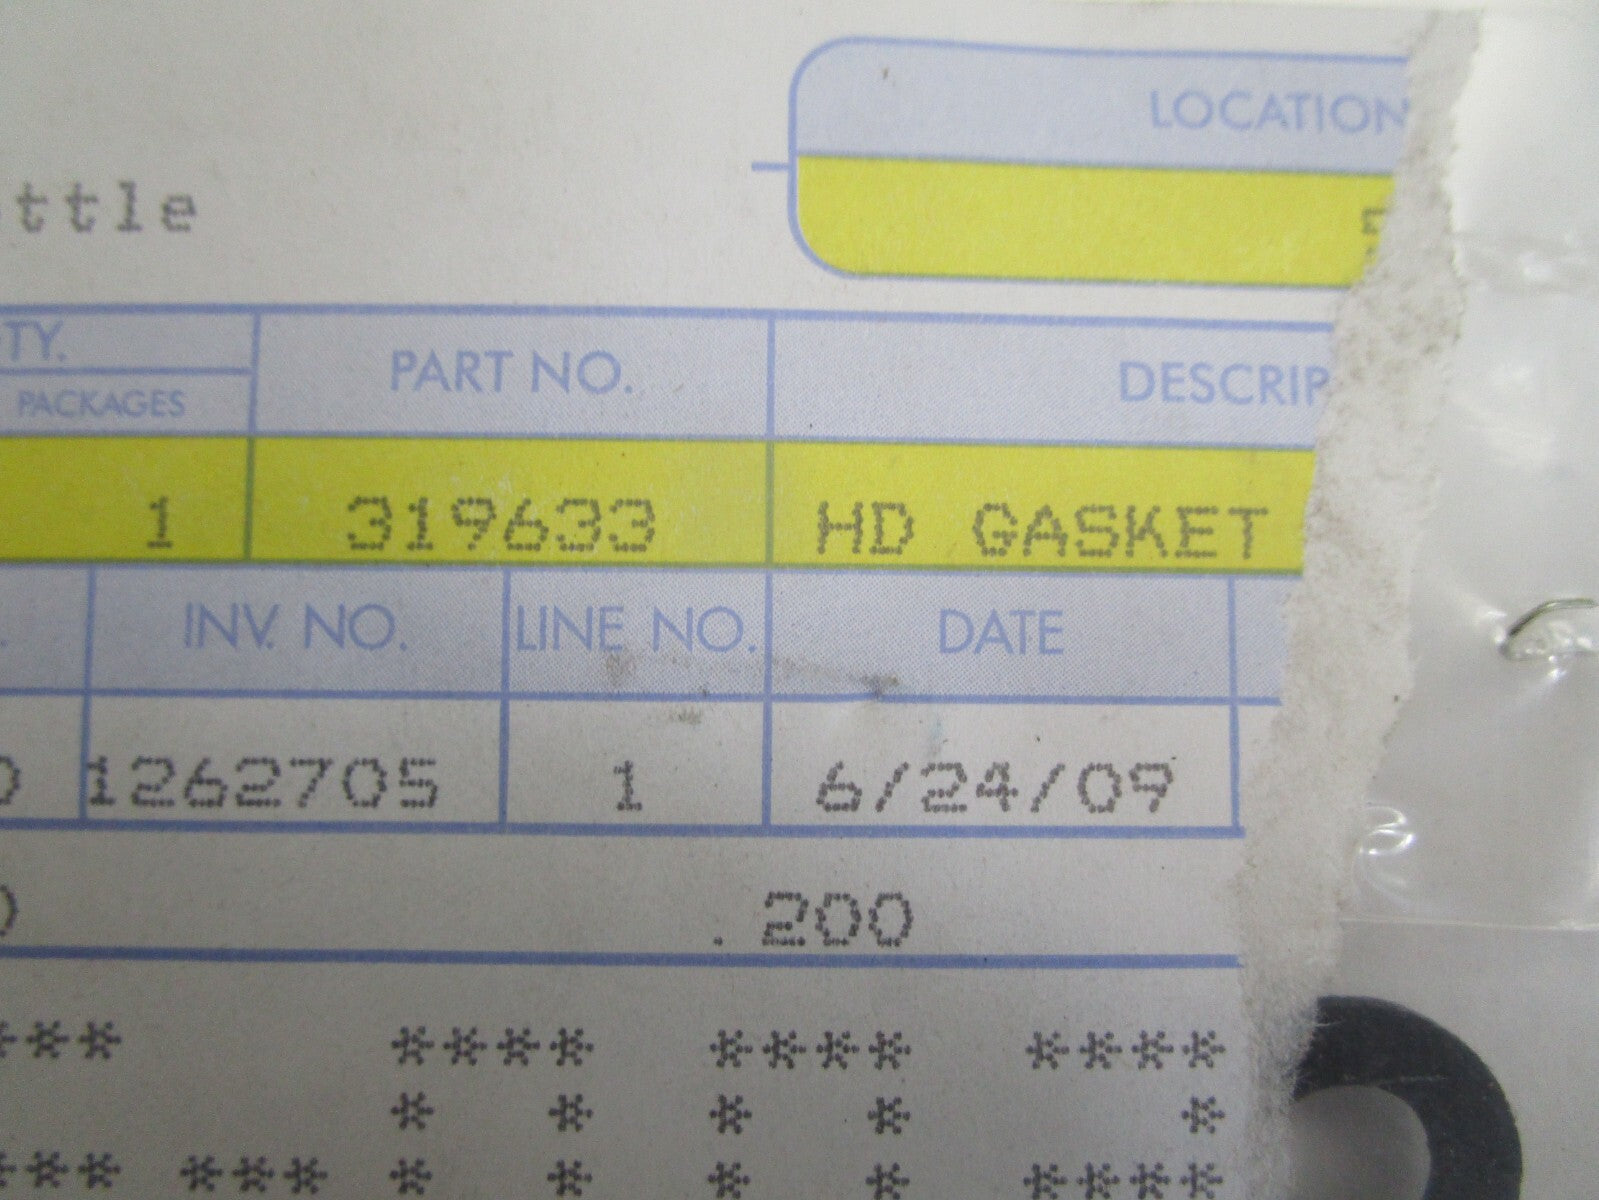 LOCATION
ttle
TY.
PART NO.
DESCRIP
PACKAGES
1 319633 HD GASKET
INV. NO. LINE NO. DATE
1262705 1 6/24/09
.200
*** **** **** ****
* * * * *
*** *** * * * * ****